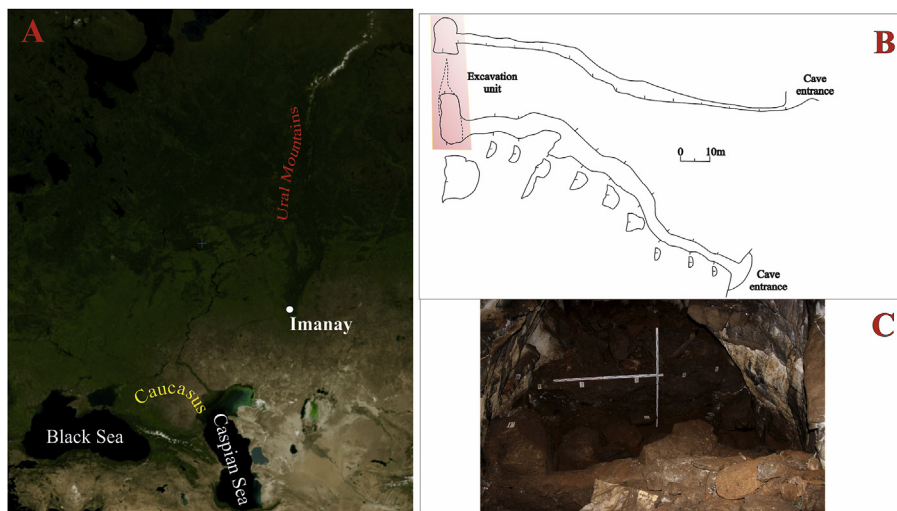 A
Ural Mountains
Imanay
Caucasus
Black Sea
Caspian Sea
B
Excavation
unit
Cave
entrance
0 10m
Cave
entrance
C